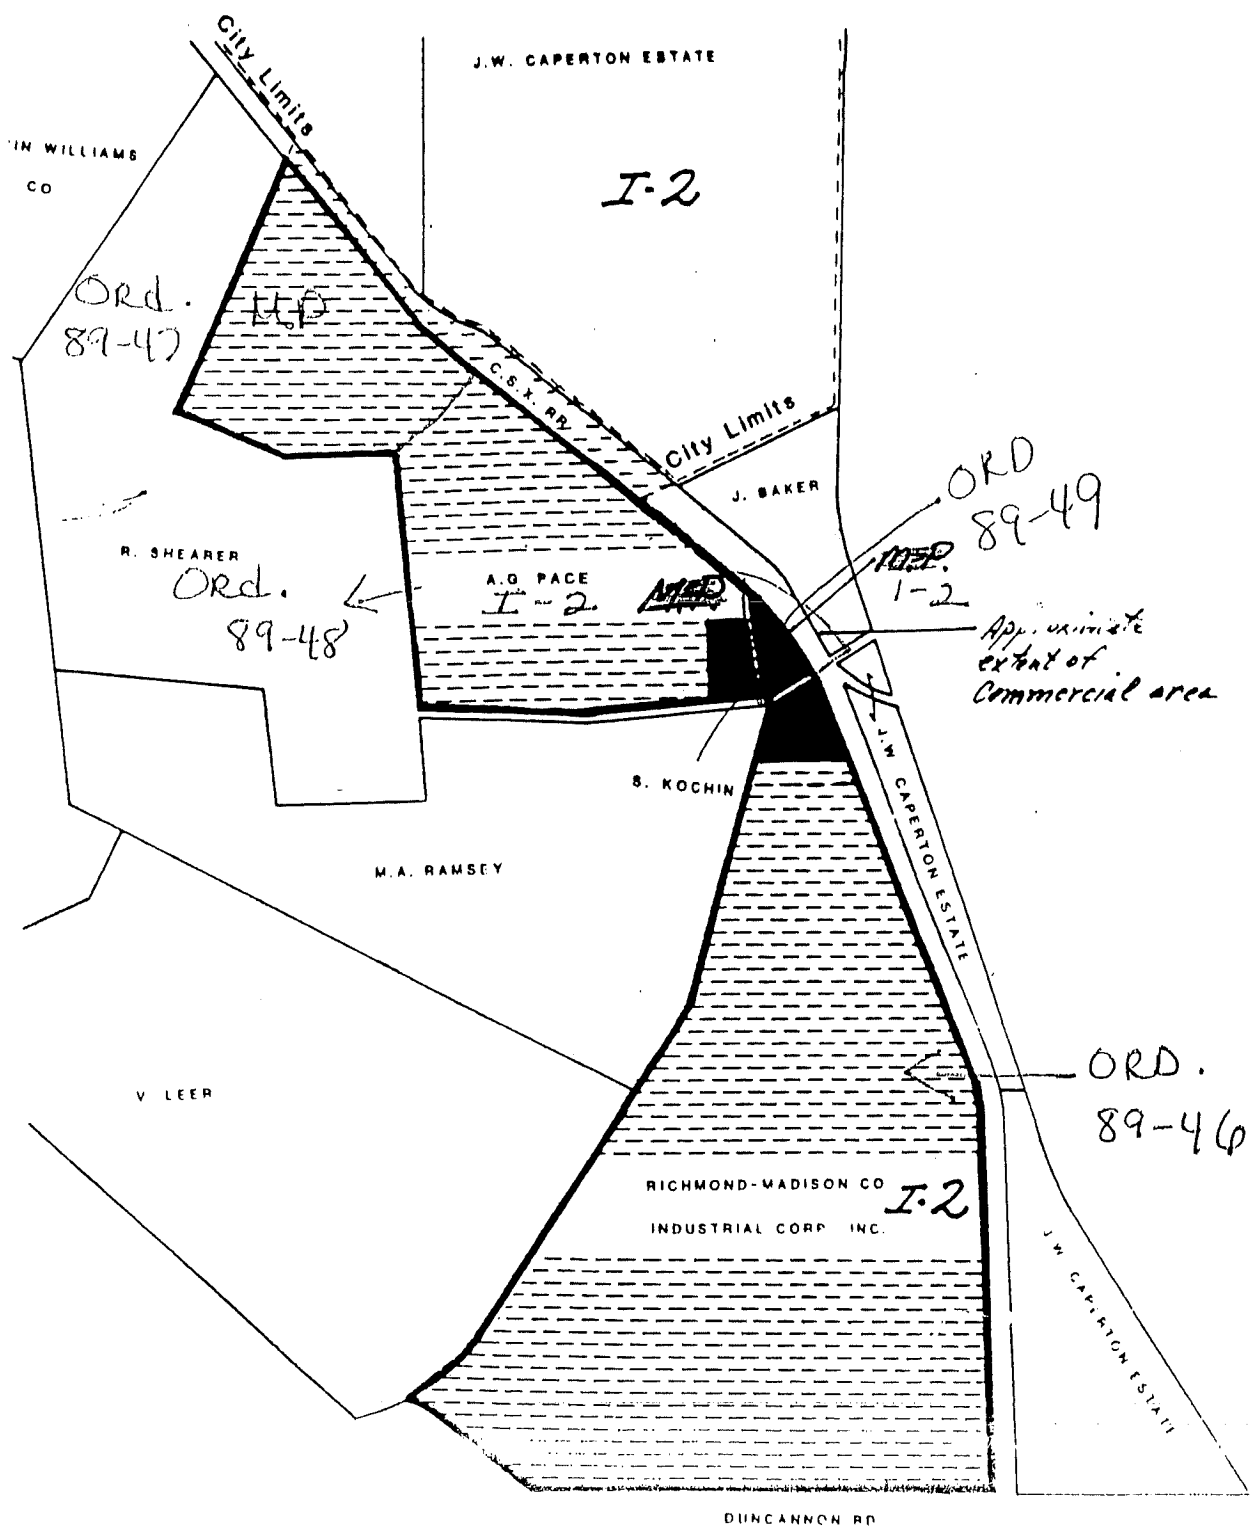 City Limits
J.W. CAPERTON ESTATE
IN WILLIAMS
CO
I-2
ORd.
89-47
C.S.X. RR
City Limits
J. BAKER
ORD
89-49
R. SHEARER
ORd.
89-48
A.G. PACE
I-2
1-2
extent of
Commercial area
S. KOCHIN
J.W. CAPERTON ESTATE
M.A. RAMSEY
V. LEER
ORD.
89-46
RICHMOND-MADISON CO
I-2
INDUSTRIAL CORP. INC.
J.W. CAPERTON ESTATE
DUNCANNON RD